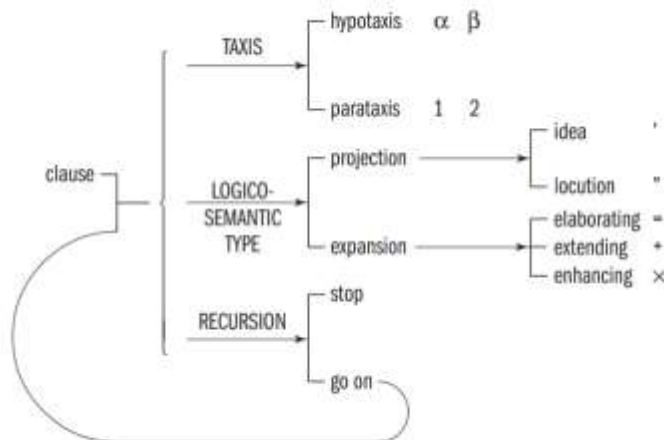 hypotaxis α β
TAXIS
parataxis 1 2
idea '
projection
clause
locution "
LOGICO-
SEMANTIC
TYPE
elaborating =
expansion
extending +
enhancing ×
stop
RECURSION
go on